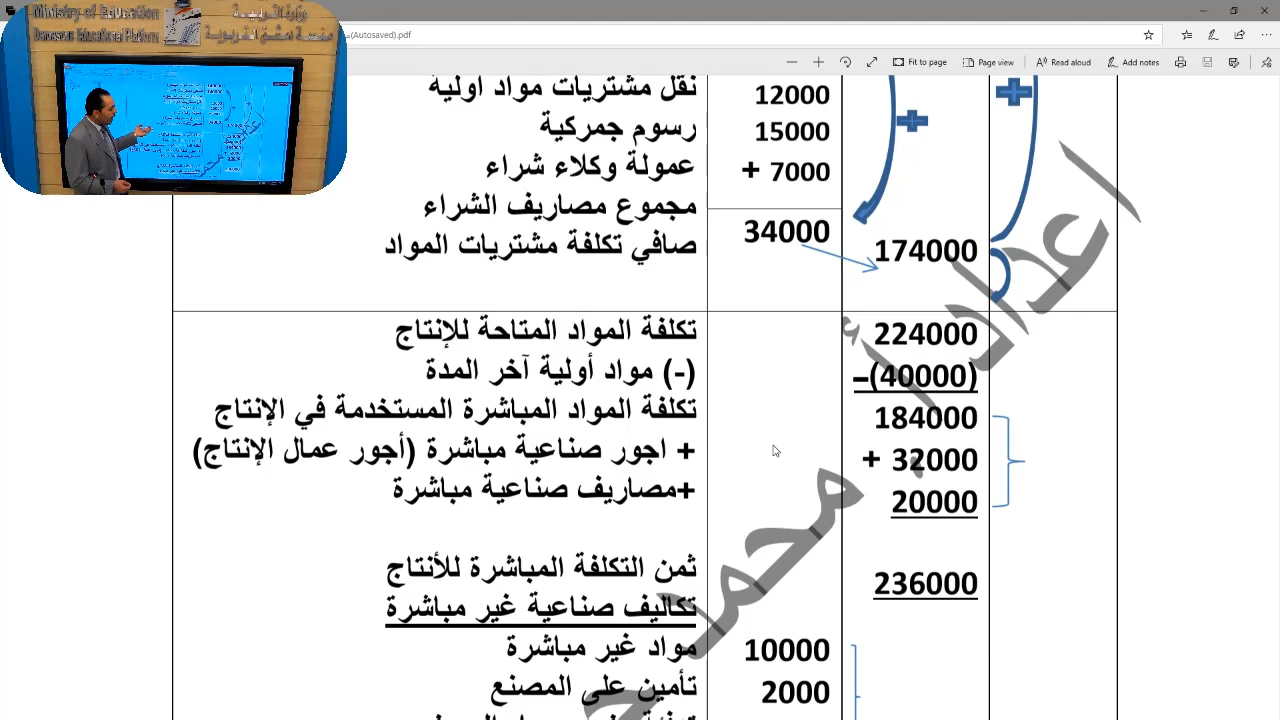 Ministry of Education
وزارة التربية
Damascus Educational Platform
منصة دمشق التربوية
(Autosaved).pdf
Fit to page
Page view
Read aloud
Add notes
نقل مشتريات مواد اولية 12000
رسوم جمركية 15000
عمولة وكلاء شراء + 7000
مجموع مصاريف الشراء 34000
صافي تكلفة مشتريات المواد 174000
تكلفة المواد المتاحة للإنتاج 224000
(-) مواد أولية آخر المدة –(40000)
تكلفة المواد المباشرة المستخدمة في الإنتاج 184000
+ اجور صناعية مباشرة (أجور عمال الإنتاج) + 32000
+مصاريف صناعية مباشرة 20000
ثمن التكلفة المباشرة للأنتاج 236000
تكاليف صناعية غير مباشرة
مواد غير مباشرة 10000
تأمين على المصنع 2000
اعداد أ. محمد